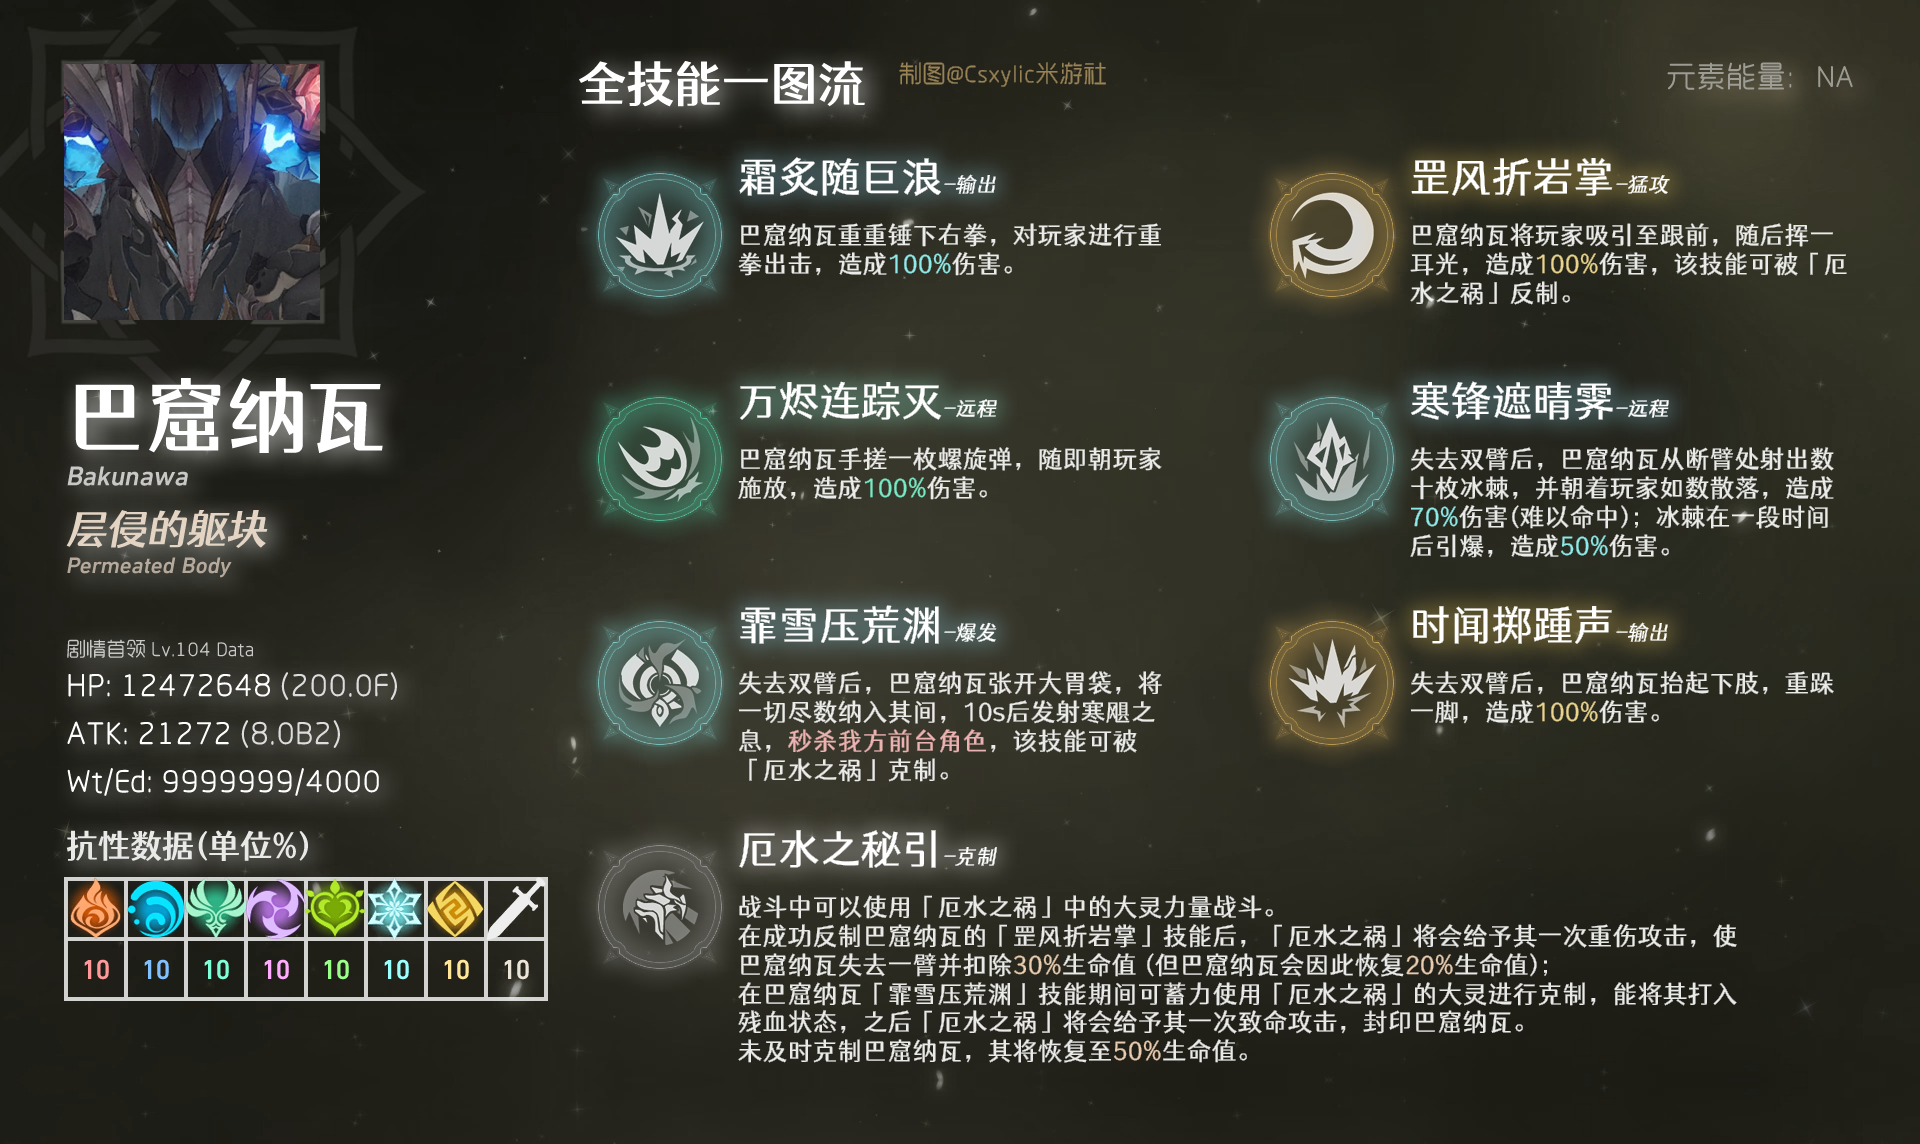 全技能一图流
制图@Csxylic米游社
元素能量: NA
巴窟纳瓦
Bakunawa
层侵的躯块
Permeated Body
剧情首领 Lv.104 Data
HP: 12472648 (200.0F)
ATK: 21272 (8.0B2)
Wt/Ed: 9999999/4000
抗性数据(单位%)
10 10 10 10 10 10 10 10
霜炙随巨浪-输出
巴窟纳瓦重重锤下右拳，对玩家进行重
拳出击，造成100%伤害。
罡风折岩掌-猛攻
巴窟纳瓦将玩家吸引至跟前，随后挥一
耳光，造成100%伤害，该技能可被「厄
水之祸」反制。
万烬连踪灭-远程
巴窟纳瓦手搓一枚螺旋弹，随即朝玩家
施放，造成100%伤害。
寒锋遮晴霁-远程
失去双臂后，巴窟纳瓦从断臂处射出数
十枚冰棘，并朝着玩家如数散落，造成
70%伤害(难以命中)；冰棘在一段时间
后引爆，造成50%伤害。
霏雪压荒渊-爆发
失去双臂后，巴窟纳瓦张开大胃袋，将
一切尽数纳入其间，10s后发射寒飓之
息，秒杀我方前台角色，该技能可被
「厄水之祸」克制。
时闻掷踵声-输出
失去双臂后，巴窟纳瓦抬起下肢，重跺
一脚，造成100%伤害。
厄水之秘引-克制
战斗中可以使用「厄水之祸」中的大灵力量战斗。
在成功反制巴窟纳瓦的「罡风折岩掌」技能后，「厄水之祸」将会给予其一次重伤攻击，使
巴窟纳瓦失去一臂并扣除30%生命值 (但巴窟纳瓦会因此恢复20%生命值)；
在巴窟纳瓦「霏雪压荒渊」技能期间可蓄力使用「厄水之祸」的大灵进行克制，能将其打入
残血状态，之后「厄水之祸」将会给予其一次致命攻击，封印巴窟纳瓦。
未及时克制巴窟纳瓦，其将恢复至50%生命值。